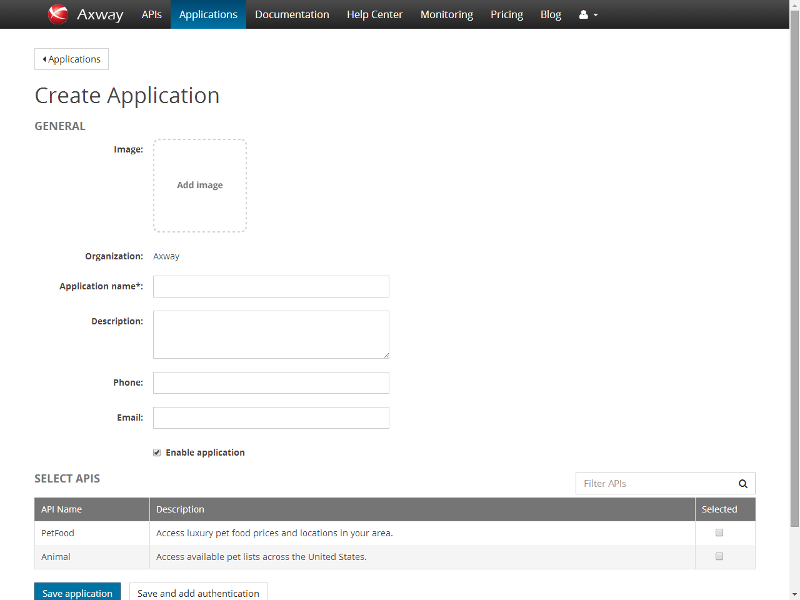 Axway APIs Applications Documentation Help Center Monitoring Pricing Blog
Applications
Create Application
GENERAL
Image:
Add image
Organization: Axway
Application name*:
Description:
Phone:
Email:
Enable application
SELECT APIS
Filter APIs
API Name Description Selected
PetFood Access luxury pet food prices and locations in your area.
Animal Access available pet lists across the United States.
Save application Save and add authentication